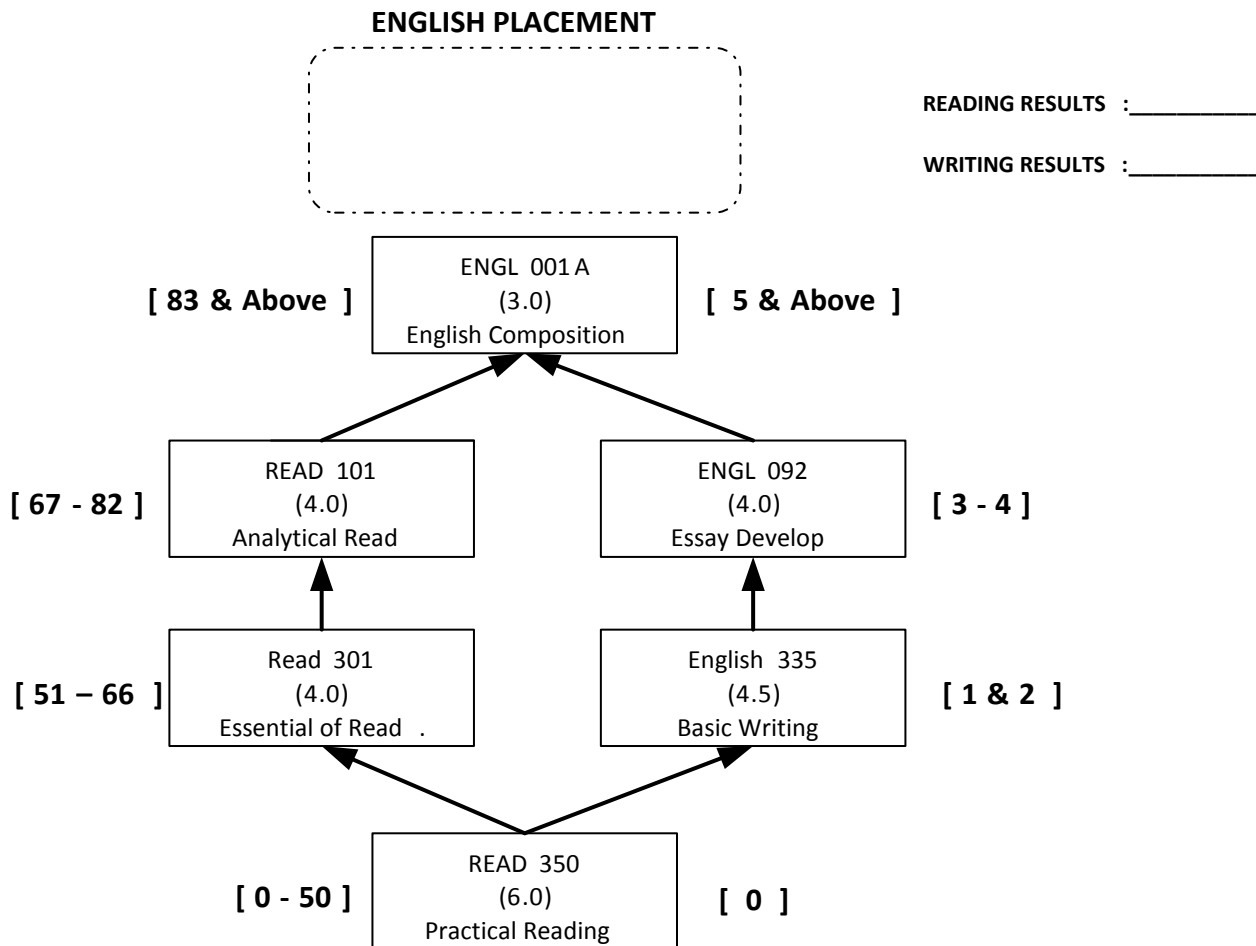 ENGLISH PLACEMENT
READING RESULTS :____________
WRITING RESULTS :____________
ENGL 001A
(3.0)
English Composition
[ 83 & Above ]
[ 5 & Above ]
READ 101
(4.0)
Analytical Read
[ 67 - 82 ]
ENGL 092
(4.0)
Essay Develop
[ 3 - 4 ]
Read 301
(4.0)
Essential of Read .
[ 51 – 66 ]
English 335
(4.5)
Basic Writing
[ 1 & 2 ]
READ 350
(6.0)
Practical Reading
[ 0 - 50 ]
[ 0 ]